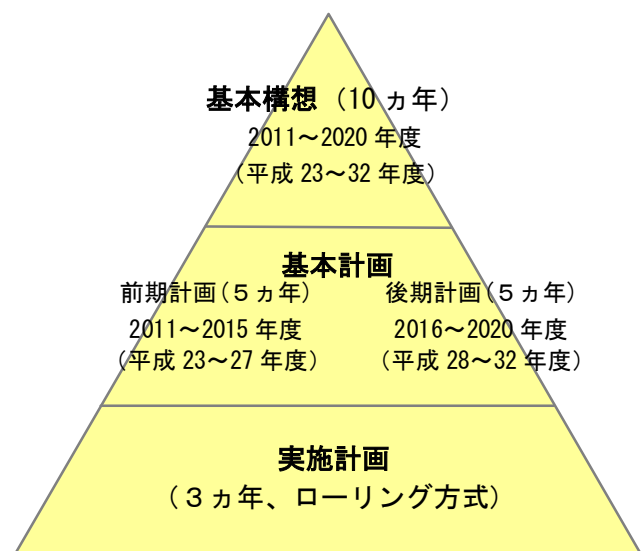 基本構想（10ヵ年）
2011～2020年度
（平成23～32年度）
基本計画
前期計画（５ヵ年）
2011～2015年度
（平成23～27年度）
後期計画（５ヵ年）
2016～2020年度
（平成28～32年度）
実施計画
（３ヵ年、ローリング方式）